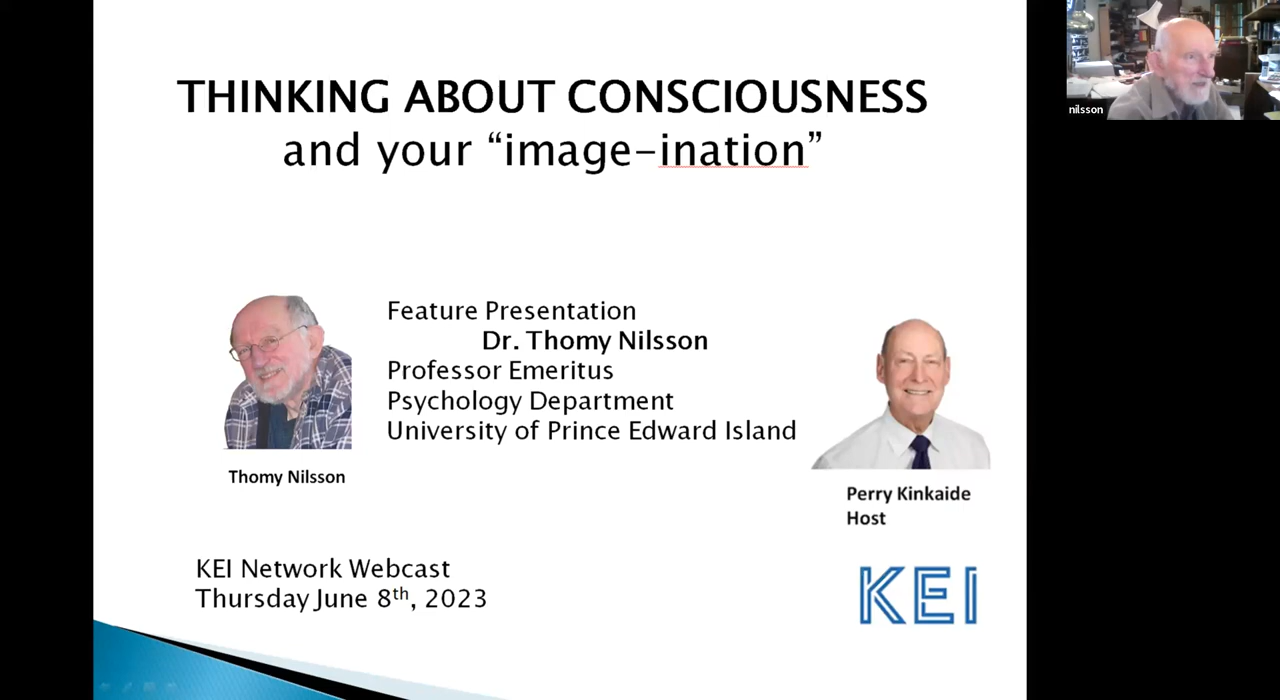 THINKING ABOUT CONSCIOUSNESS
and your “image-ination”
nilsson
Feature Presentation
Dr. Thomy Nilsson
Professor Emeritus
Psychology Department
University of Prince Edward Island
Thomy Nilsson
Perry Kinkaide
Host
KEI Network Webcast
Thursday June 8th, 2023
KEI